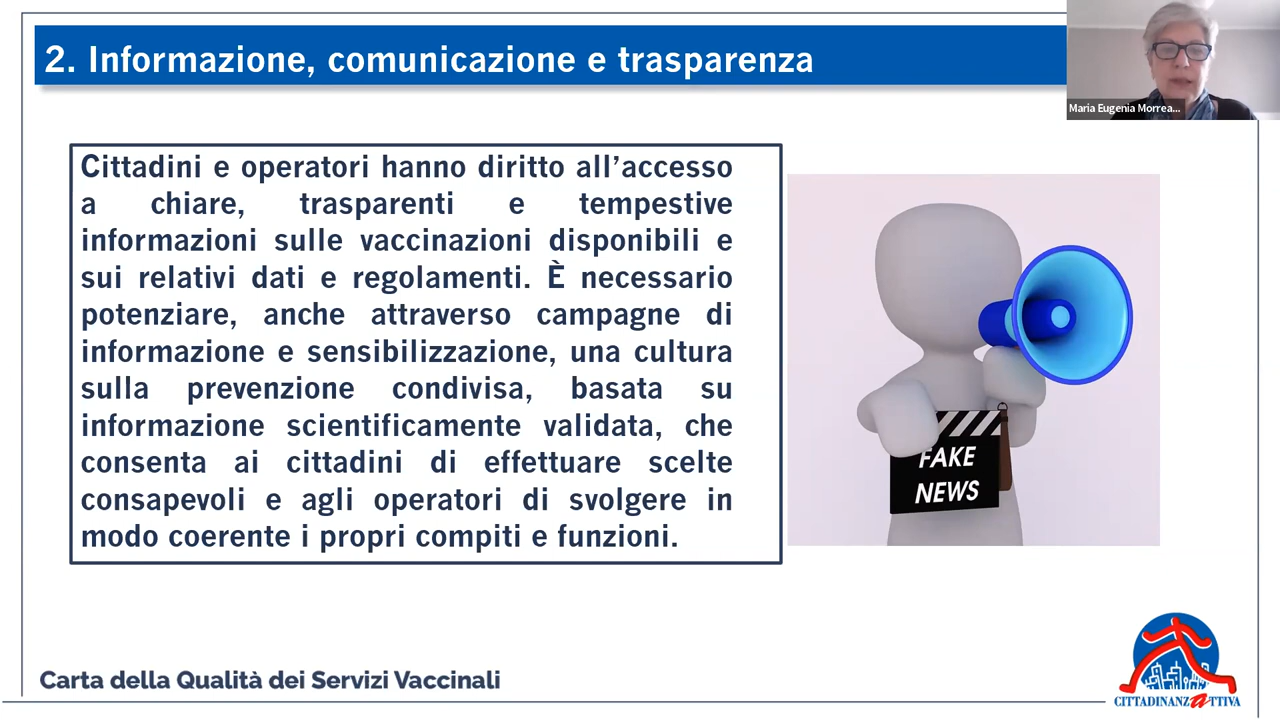 2. Informazione, comunicazione e trasparenza
Maria Eugenia Morrea...
Cittadini e operatori hanno diritto all’accesso
a chiare, trasparenti e tempestive
informazioni sulle vaccinazioni disponibili e
sui relativi dati e regolamenti. È necessario
potenziare, anche attraverso campagne di
informazione e sensibilizzazione, una cultura
sulla prevenzione condivisa, basata su
informazione scientificamente validata, che
consenta ai cittadini di effettuare scelte
consapevoli e agli operatori di svolgere in
modo coerente i propri compiti e funzioni.
FAKE
NEWS
Carta della Qualità dei Servizi Vaccinali
CITTADINANZATTIVA